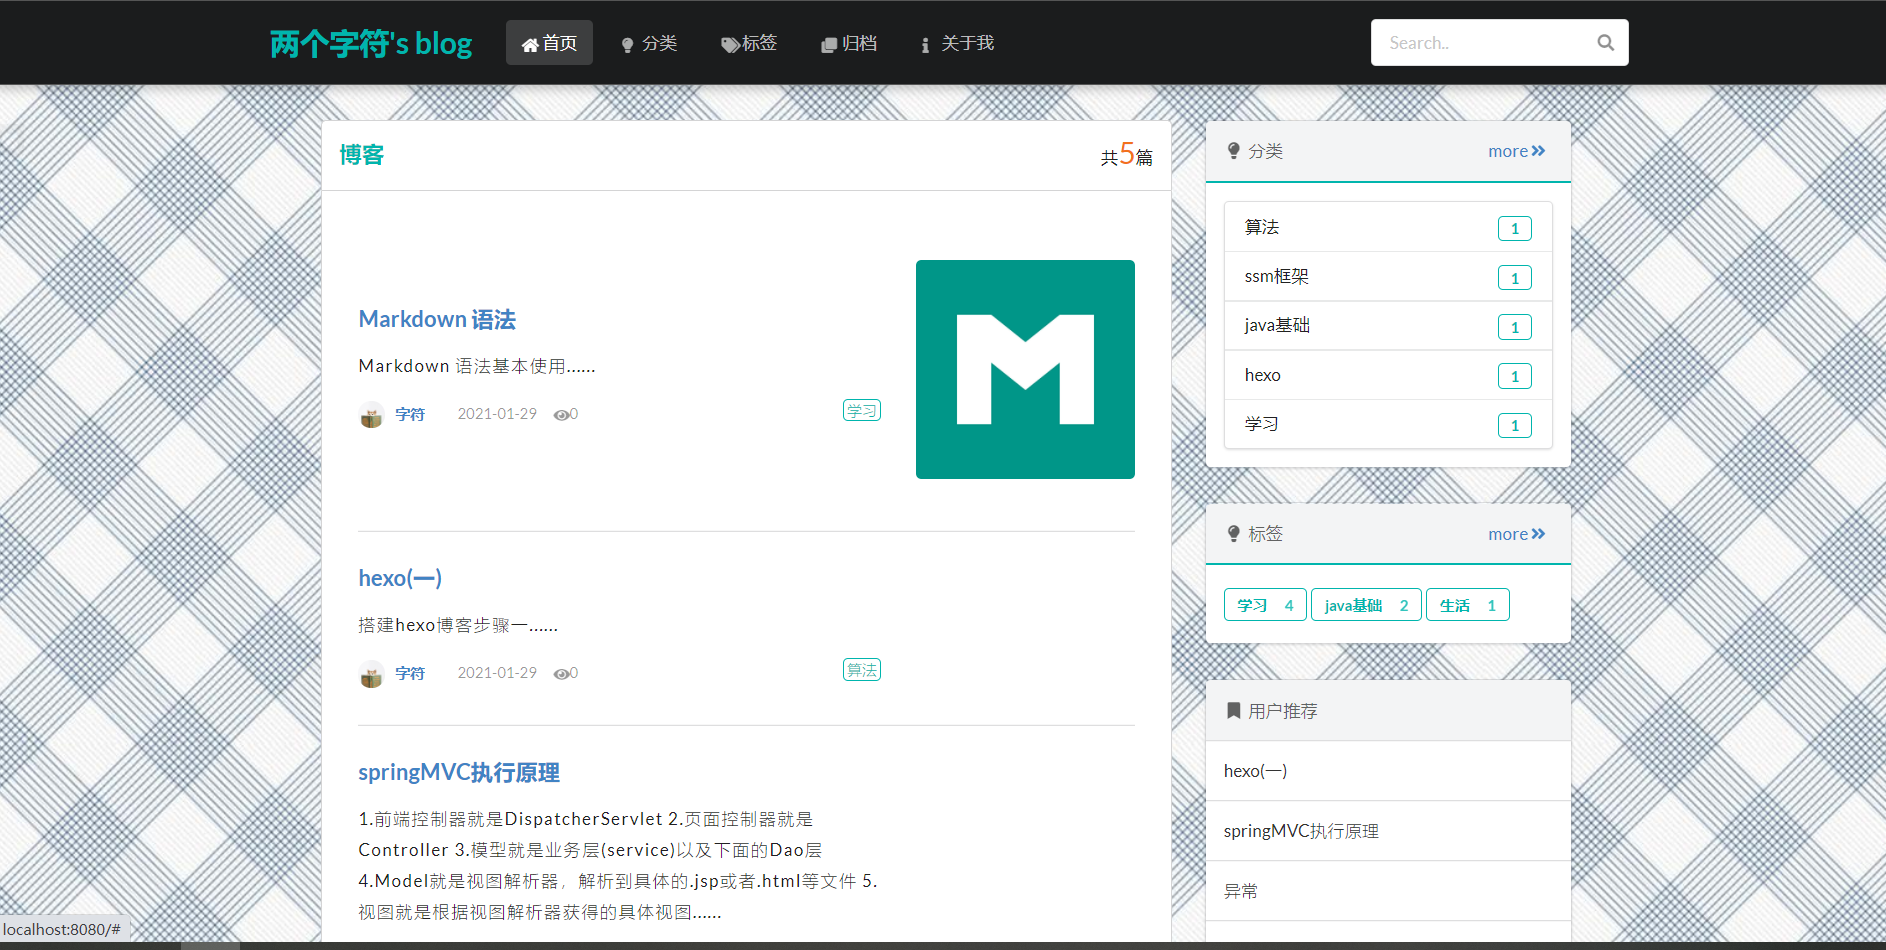 两个字符's blog
首页
分类
标签
归档
关于我
Search..
博客
共5篇
Markdown 语法
Markdown 语法基本使用......
字符 2021-01-29 0
学习
M
hexo(一)
搭建hexo博客步骤一......
字符 2021-01-29 0
算法
springMVC执行原理
1.前端控制器就是DispatcherServlet 2.页面控制器就是
Controller 3.模型就是业务层(service)以及下面的Dao层
4.Model就是视图解析器，解析到具体的.jsp或者.html等文件 5.
视图就是根据视图解析器获得的具体视图......
分类 more
算法 1
ssm框架 1
java基础 1
hexo 1
学习 1
标签 more
学习 4 java基础 2 生活 1
用户推荐
hexo(一)
springMVC执行原理
异常
localhost:8080/#